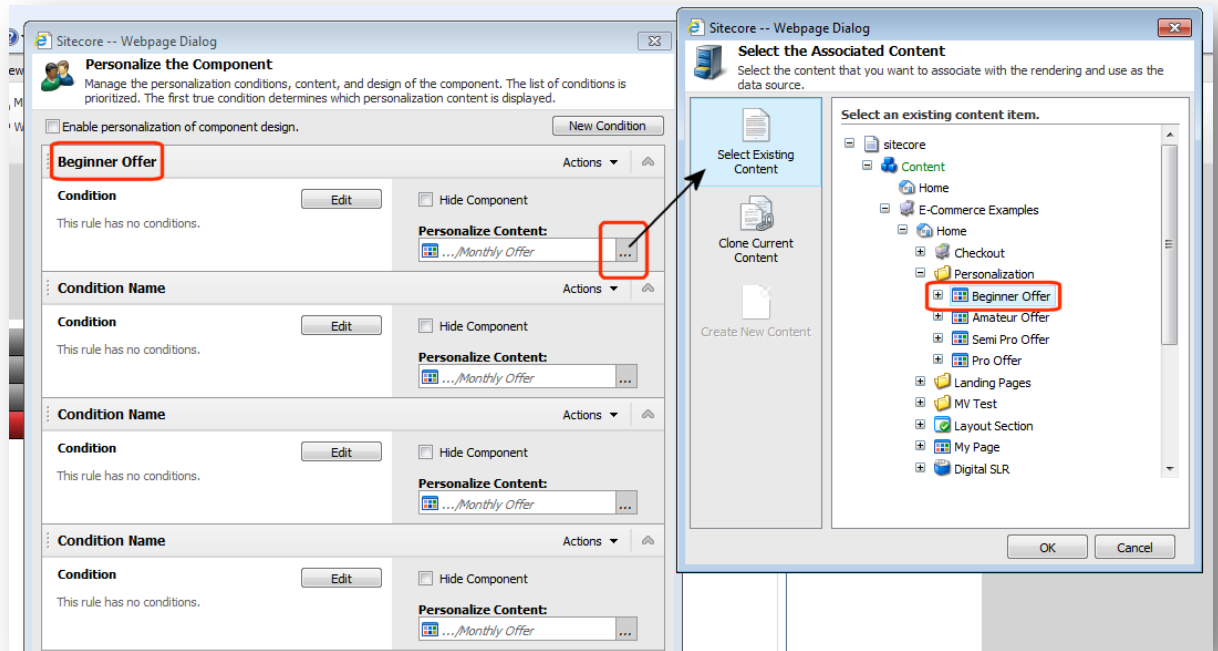 Sitecore -- Webpage Dialog
Personalize the Component
Manage the personalization conditions, content, and design of the component. The list of conditions is
prioritized. The first true condition determines which personalization content is displayed.
Enable personalization of component design.
New Condition
Beginner Offer
Actions
Condition
Edit
Hide Component
This rule has no conditions.
Personalize Content:
.../Monthly Offer
...
Condition Name
Actions
Condition
Edit
Hide Component
This rule has no conditions.
Personalize Content:
.../Monthly Offer
...
Condition Name
Actions
Condition
Edit
Hide Component
This rule has no conditions.
Personalize Content:
.../Monthly Offer
...
Condition Name
Actions
Condition
Edit
Hide Component
This rule has no conditions.
Personalize Content:
.../Monthly Offer
...
Sitecore -- Webpage Dialog
Select the Associated Content
Select the content that you want to associate with the rendering and use as the
data source.
Select Existing
Content
Clone Current
Content
Create New Content
Select an existing content item.
sitecore
Content
Home
E-Commerce Examples
Home
Checkout
Personalization
Beginner Offer
Amateur Offer
Semi Pro Offer
Pro Offer
Landing Pages
MV Test
Layout Section
My Page
Digital SLR
OK
Cancel